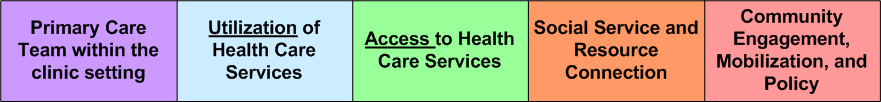 Primary Care
Team within the
clinic setting
Utilization of
Health Care
Services
Access to Health
Care Services
Social Service and
Resource
Connection
Community
Engagement,
Mobilization, and
Policy